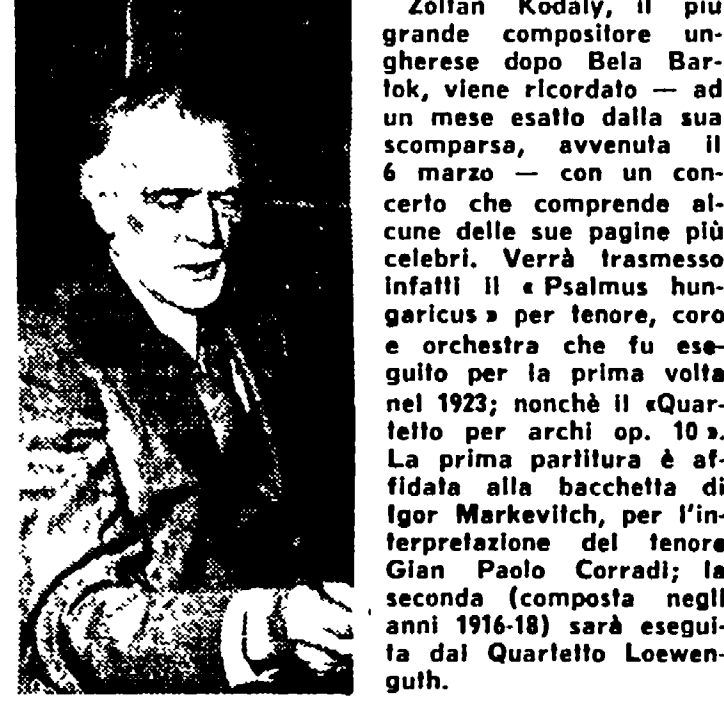 Zoltan Kodaly, il più
grande compositore un-
gherese dopo Bela Bar-
tok, viene ricordato — ad
un mese esatto dalla sua
scomparsa, avvenuta il
6 marzo — con un con-
certo che comprende al-
cune delle sue pagine più
celebri. Verrà trasmesso
infatti il « Psalmus hun-
garicus » per tenore, coro
e orchestra che fu ese-
guito per la prima volta
nel 1923; nonchè il «Quar-
tetto per archi op. 10 ».
La prima partitura è af-
fidata alla bacchetta di
Igor Markevitch, per l'in-
terpretazione del tenore
Gian Paolo Corradi; la
seconda (composta negli
anni 1916-18) sarà esegui-
ta dal Quartetto Loewen-
guth.